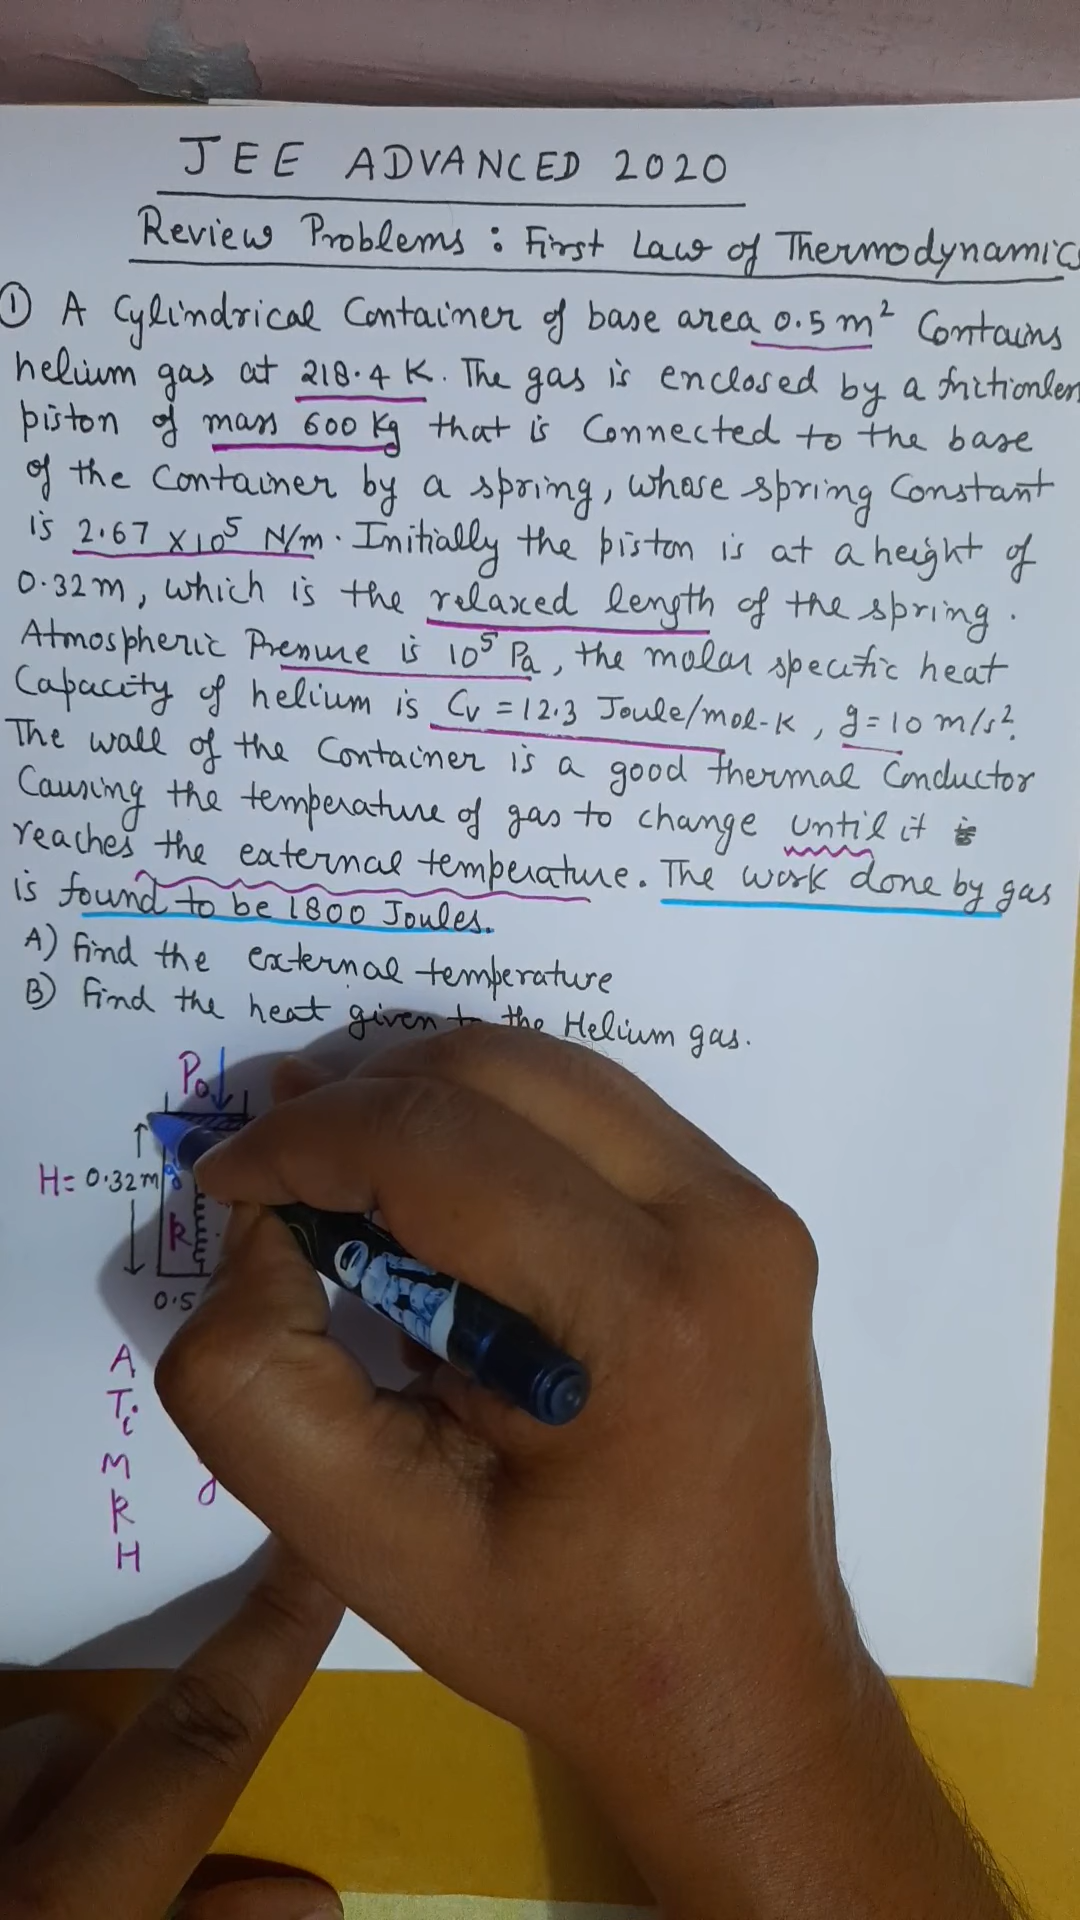 JEE ADVANCED 2020
Review Problems : First Law of Thermodynamics
① A Cylindrical Container of base area 0.5 m² Contains
helium gas at 218.4 K. The gas is enclosed by a frictionless
piston of mass 600 Kg that is Connected to the base
of the Container by a spring, whose spring Constant
is 2.67 X10⁵ N/m. Initially the piston is at a height of
0.32m, which is the relaxed length of the spring.
Atmospheric Pressure is 10⁵ Pa, the molar specific heat
Capacity of helium is Cv = 12.3 Joule/mol-K, g = 10 m/s².
The wall of the Container is a good thermal Conductor
Causing the temperature of gas to change until it
reaches the external temperature. The work done by gas
is found to be 1800 Joules.
A) Find the external temperature
B) Find the heat given to the Helium gas.
P₀
H = 0.32m
k
0.5
A
Ti
M
k
H